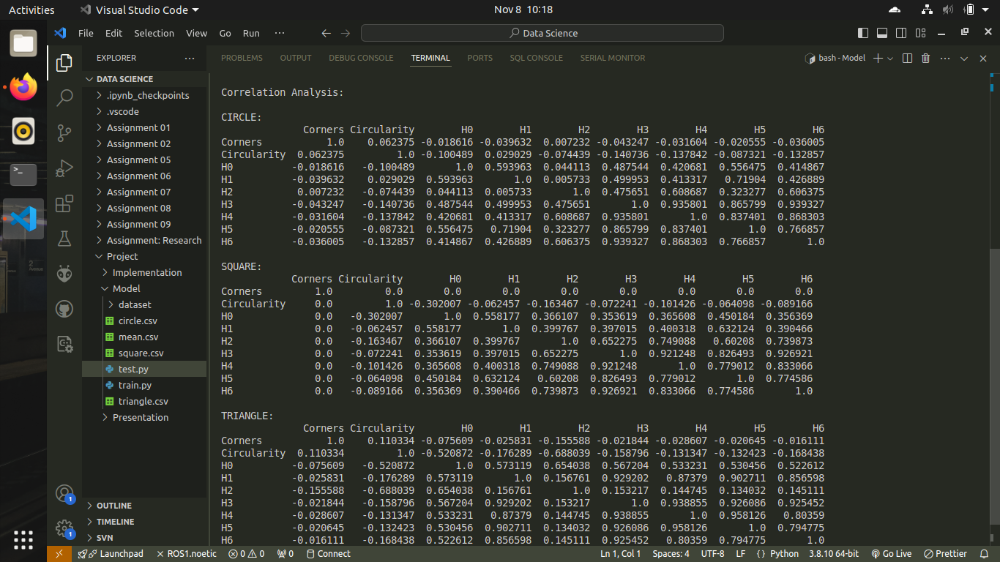 Activities Visual Studio Code Nov 8 10:18
File Edit Selection View Go Run ··· Data Science
EXPLORER ··· PROBLEMS OUTPUT DEBUG CONSOLE TERMINAL PORTS SQL CONSOLE SERIAL MONITOR bash - Model ···
DATA SCIENCE
.ipynb_checkpoints
.vscode
Assignment 01
Assignment 02
Assignment 05
Assignment 06
Assignment 07
Assignment 08
Assignment 09
Assignment: Research
Project
Implementation
Model
dataset
circle.csv
mean.csv
square.csv
test.py
train.py
triangle.csv
Presentation
OUTLINE
TIMELINE
SVN
Correlation Analysis:
CIRCLE:
Corners Circularity H0 H1 H2 H3 H4 H5 H6
Corners 1.0 0.062375 -0.018616 -0.039632 0.007232 -0.043247 -0.031604 -0.020555 -0.036005
Circularity 0.062375 1.0 -0.100489 0.029029 -0.074439 -0.140736 -0.137842 -0.087321 -0.132857
H0 -0.018616 -0.100489 1.0 0.593963 0.044113 0.487544 0.420681 0.556475 0.414867
H1 -0.039632 0.029029 0.593963 1.0 0.005733 0.499953 0.413317 0.71904 0.426889
H2 0.007232 -0.074439 0.044113 0.005733 1.0 0.475651 0.608687 0.323277 0.606375
H3 -0.043247 -0.140736 0.487544 0.499953 0.475651 1.0 0.935801 0.865799 0.939327
H4 -0.031604 -0.137842 0.420681 0.413317 0.608687 0.935801 1.0 0.837401 0.868303
H5 -0.020555 -0.087321 0.556475 0.71904 0.323277 0.865799 0.837401 1.0 0.766857
H6 -0.036005 -0.132857 0.414867 0.426889 0.606375 0.939327 0.868303 0.766857 1.0
SQUARE:
Corners Circularity H0 H1 H2 H3 H4 H5 H6
Corners 1.0 0.0 0.0 0.0 0.0 0.0 0.0 0.0 0.0
Circularity 0.0 1.0 -0.302007 -0.062457 -0.163467 -0.072241 -0.101426 -0.064098 -0.089166
H0 0.0 -0.302007 1.0 0.558177 0.366107 0.353619 0.365608 0.450184 0.356369
H1 0.0 -0.062457 0.558177 1.0 0.399767 0.397015 0.400318 0.632124 0.390466
H2 0.0 -0.163467 0.366107 0.399767 1.0 0.652275 0.749088 0.60208 0.739873
H3 0.0 -0.072241 0.353619 0.397015 0.652275 1.0 0.921248 0.826493 0.926921
H4 0.0 -0.101426 0.365608 0.400318 0.749088 0.921248 1.0 0.779012 0.833066
H5 0.0 -0.064098 0.450184 0.632124 0.60208 0.826493 0.779012 1.0 0.774586
H6 0.0 -0.089166 0.356369 0.390466 0.739873 0.926921 0.833066 0.774586 1.0
TRIANGLE:
Corners Circularity H0 H1 H2 H3 H4 H5 H6
Corners 1.0 0.110334 -0.075609 -0.025831 -0.155588 -0.021844 -0.028607 -0.020645 -0.016111
Circularity 0.110334 1.0 -0.520872 -0.176289 -0.688039 -0.158796 -0.131347 -0.132423 -0.168438
H0 -0.075609 -0.520872 1.0 0.573119 0.654038 0.567204 0.533231 0.530456 0.522612
H1 -0.025831 -0.176289 0.573119 1.0 0.156761 0.929202 0.87379 0.902711 0.856598
H2 -0.155588 -0.688039 0.654038 0.156761 1.0 0.153217 0.144745 0.134032 0.145111
H3 -0.021844 -0.158796 0.567204 0.929202 0.153217 1.0 0.938855 0.926086 0.925452
H4 -0.028607 -0.131347 0.533231 0.87379 0.144745 0.938855 1.0 0.958126 0.80359
H5 -0.020645 -0.132423 0.530456 0.902711 0.134032 0.926086 0.958126 1.0 0.794775
H6 -0.016111 -0.168438 0.522612 0.856598 0.145111 0.925452 0.80359 0.794775 1.0
1
1
Launchpad ROS1.noetic 0 0 0 Connect Ln 1, Col 1 Spaces: 4 UTF-8 LF { } Python 3.8.10 64-bit Go Live Prettier